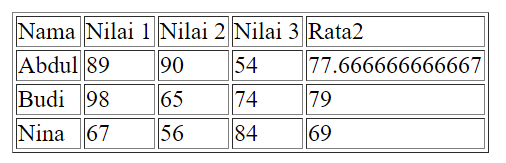 Nama Nilai 1 Nilai 2 Nilai 3 Rata2
Abdul 89 90 54 77.666666666667
Budi 98 65 74 79
Nina 67 56 84 69